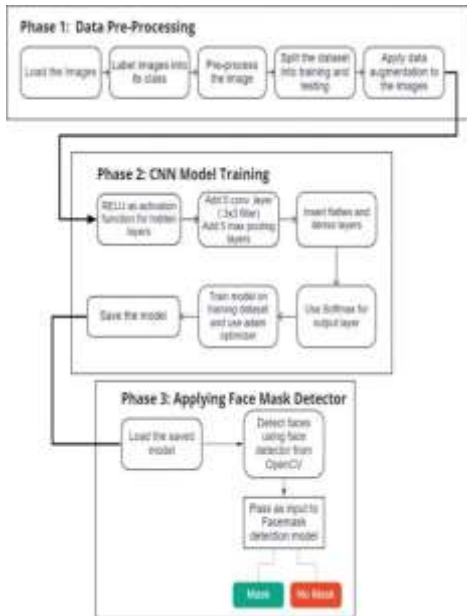 Phase 1: Data Pre-Processing
Load the Images
Label Images into
its class
Pre-process
the image
Split the dataset
into training and
testing
Apply data
augmentation to
the Images
Phase 2: CNN Model Training
RELU as activation
function for hidden
layers
Add 5 conv. layer
(3x3 filter)
Add 5 max pooling
layers
Insert flatten and
dense layers
Save the model
Train model on
training dataset
and use adam
optimizer
Use Softmax for
output layer
Phase 3: Applying Face Mask Detector
Load the saved
model
Detect faces
using face
detector from
OpenCV
Pass as input to
Facemask
detection model
Mask
No Mask